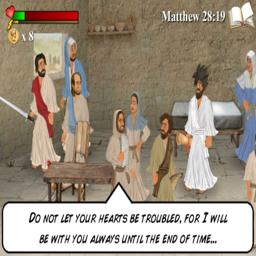 x 8
Matthew 28:19
DO NOT LET YOUR HEARTS BE TROUBLED, FOR I WILL
BE WITH YOU ALWAYS UNTIL THE END OF TIME...